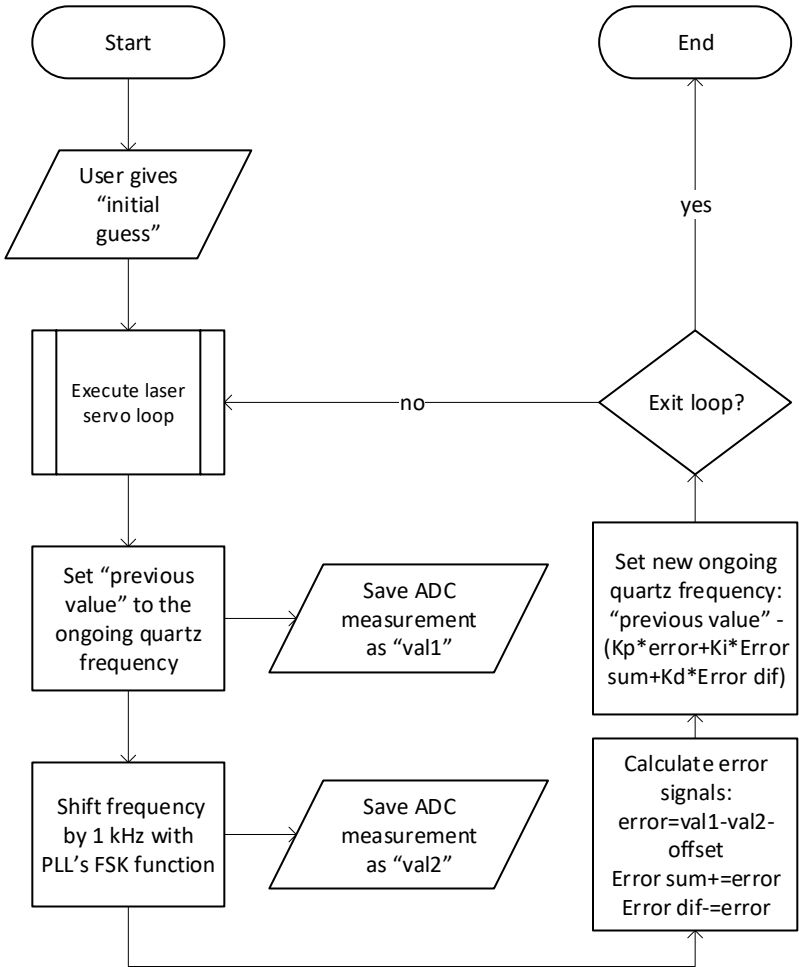 Start
User gives
“initial
guess”
Execute laser
servo loop
Set “previous
value” to the
ongoing quartz
frequency
Save ADC
measurement
as “val1”
Shift frequency
by 1 kHz with
PLL’s FSK function
Save ADC
measurement
as “val2”
Calculate error
signals:
error=val1-val2-
offset
Error sum+=error
Error dif-=error
Set new ongoing
quartz frequency:
“previous value” -
(Kp*error+Ki*Error
sum+Kd*Error dif)
Exit loop?
no
yes
End